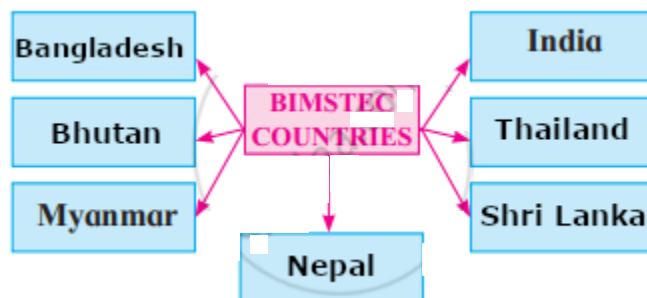 Bangladesh
India
BIMSTEC
COUNTRIES
Bhutan
Thailand
Myanmar
Shri Lanka
Nepal